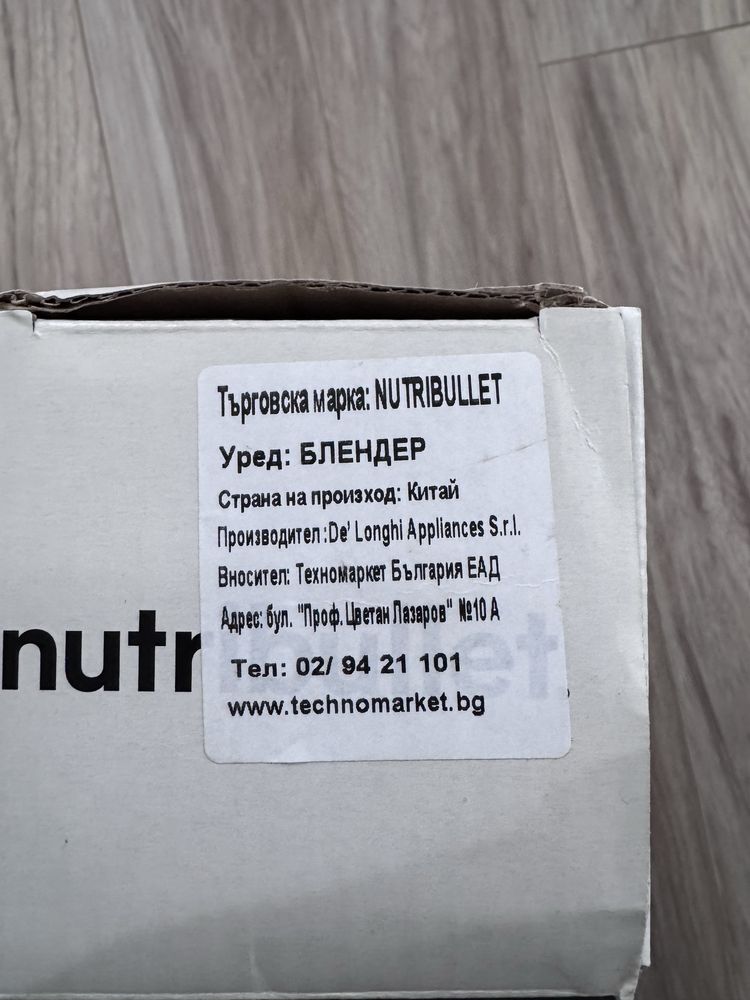 Търговска марка: NUTRIBULLET
Уред: БЛЕНДЕР
Страна на произход: Китай
Производител :De' Longhi Appliances S.r.l.
Вносител: Техномаркет България ЕАД
Адрес: бул. "Проф. Цветан Лазаров" №10 А
Тел: 02/ 94 21 101
www.technomarket.bg
nutribullet.